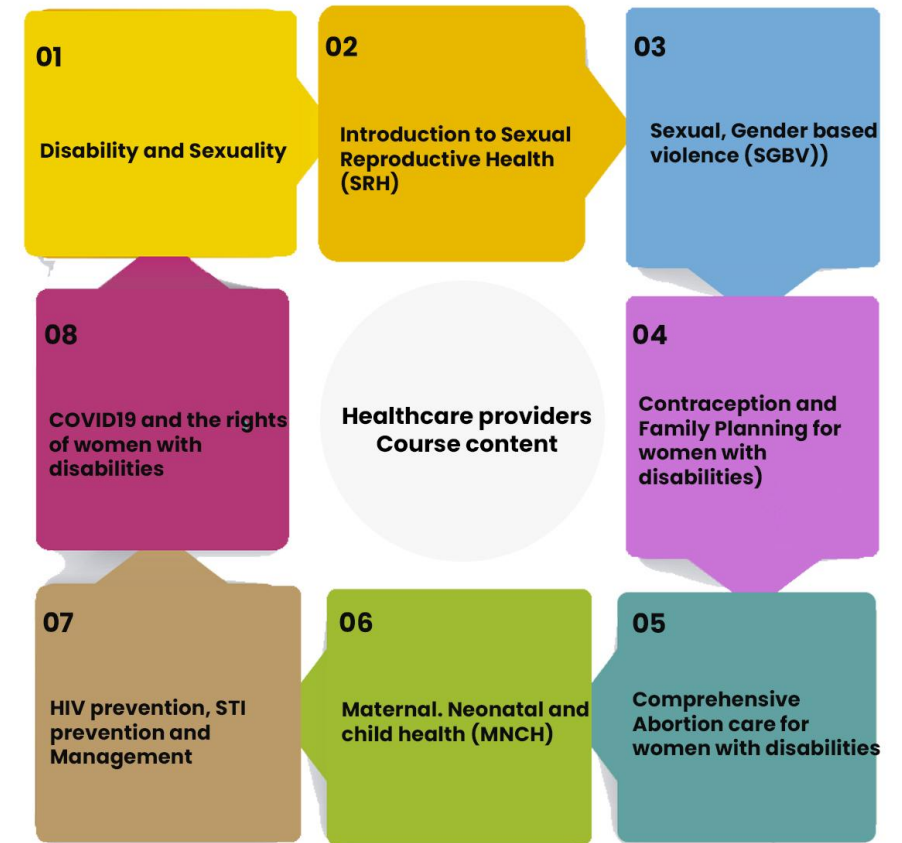 01
Disability and Sexuality
02
Introduction to Sexual
Reproductive Health
(SRH)
03
Sexual, Gender based
violence (SGBV))
04
Contraception and
Family Planning for
women with
disabilities)
05
Comprehensive
Abortion care for
women with disabilities
06
Maternal. Neonatal and
child health (MNCH)
07
HIV prevention, STI
prevention and
Management
08
COVID19 and the rights
of women with
disabilities
Healthcare providers
Course content